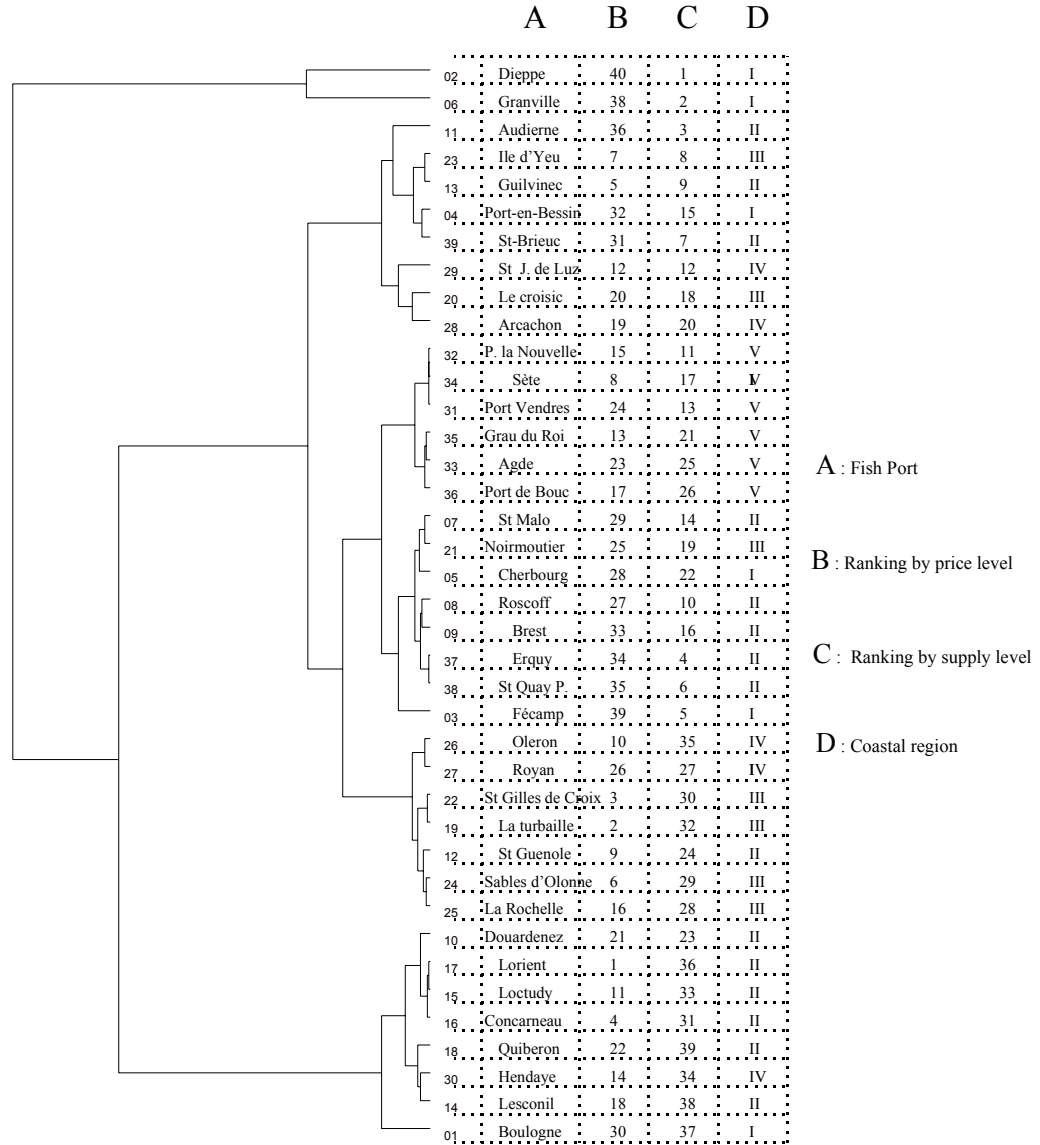 A B C D
02 Dieppe 40 1 I
06 Granville 38 2 I
11 Audierne 36 3 II
23 Ile d'Yeu 7 8 III
13 Guilvinec 5 9 II
04 Port-en-Bessin 32 15 I
39 St-Brieuc 31 7 II
29 St J. de Luz 12 12 IV
20 Le croisic 20 18 III
28 Arcachon 19 20 IV
32 P. la Nouvelle 15 11 V
34 Sète 8 17 V
31 Port Vendres 24 13 V
35 Grau du Roi 13 21 V
33 Agde 23 25 V
36 Port de Bouc 17 26 V
07 St Malo 29 14 II
21 Noirmoutier 25 19 III
05 Cherbourg 28 22 I
08 Roscoff 27 10 II
09 Brest 33 16 II
37 Erquy 34 4 II
38 St Quay P. 35 6 II
03 Fécamp 39 5 I
26 Oleron 10 35 IV
27 Royan 26 27 IV
22 St Gilles de Croix 3 30 III
19 La turbaille 2 32 III
12 St Guenole 9 24 II
24 Sables d'Olonne 6 29 III
25 La Rochelle 16 28 III
10 Douardenez 21 23 II
17 Lorient 1 36 II
15 Loctudy 11 33 II
16 Concarneau 4 31 II
18 Quiberon 22 39 II
30 Hendaye 14 34 IV
14 Lesconil 18 38 II
01 Boulogne 30 37 I
A : Fish Port
B : Ranking by price level
C : Ranking by supply level
D : Coastal region